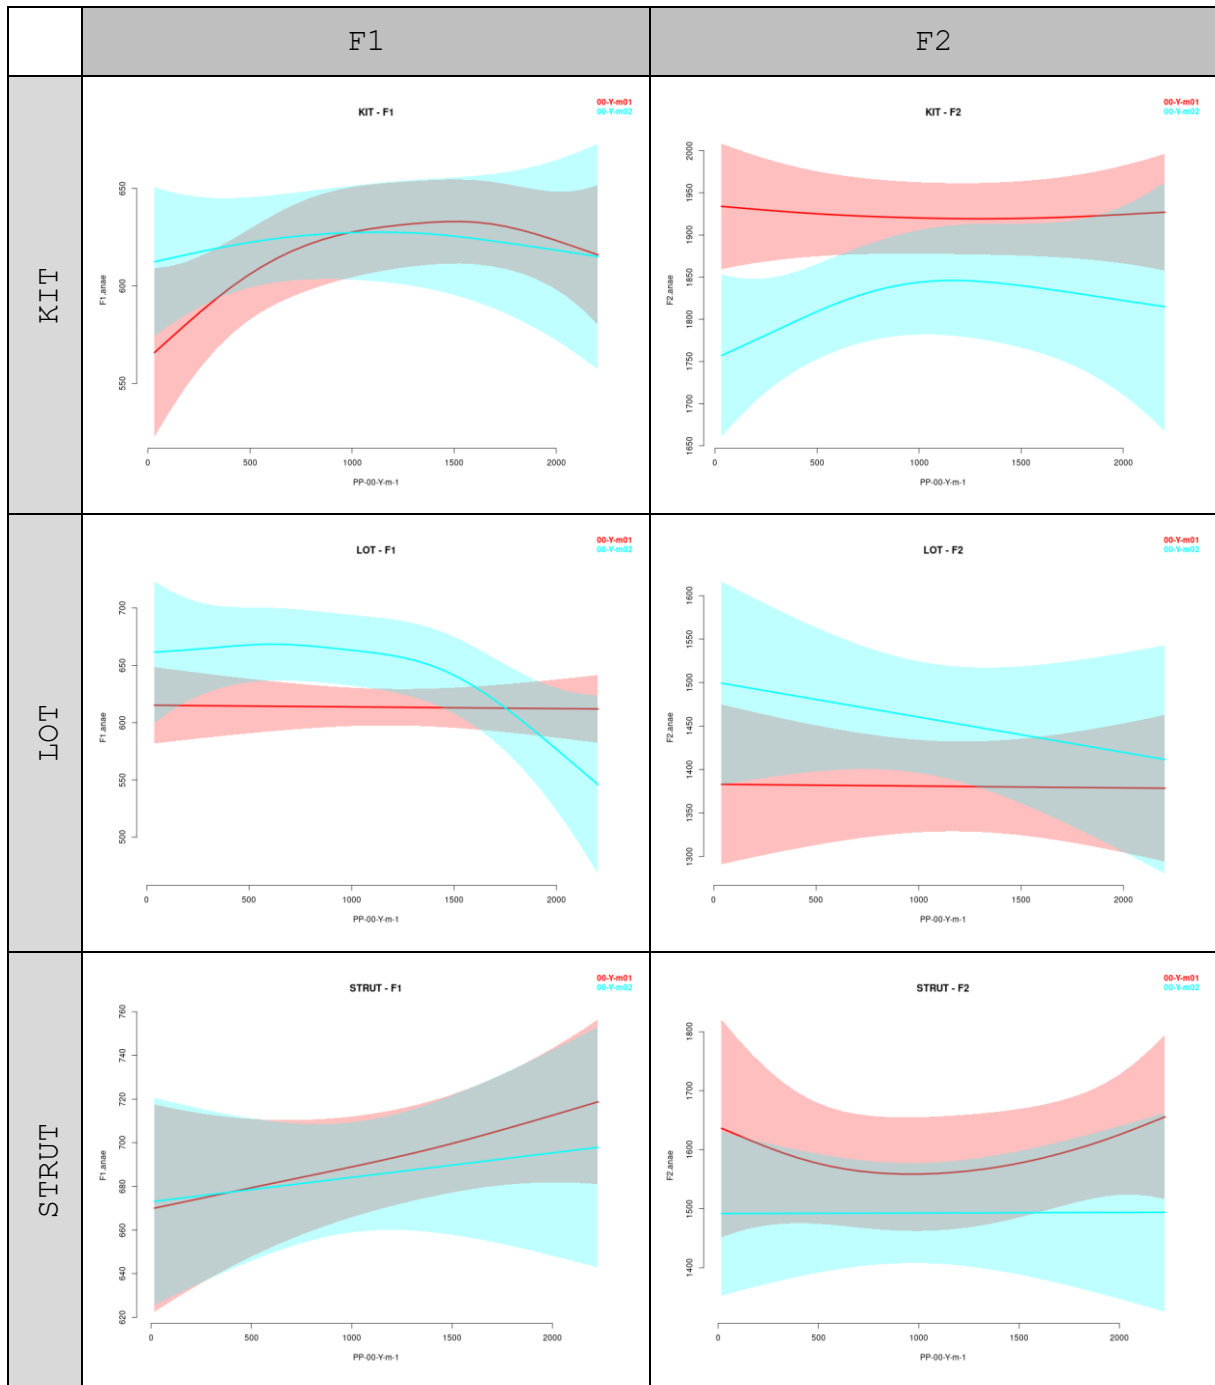 F1
F2
KIT
KIT - F1
00-Y-m01
00-Y-m02
F1.anae
650
600
550
0 500 1000 1500 2000
PP-00-Y-m-1
KIT - F2
00-Y-m01
00-Y-m02
F2.anae
2000
1950
1900
1850
1800
1750
1700
1650
0 500 1000 1500 2000
PP-00-Y-m-1
LOT
LOT - F1
00-Y-m01
00-Y-m02
F1.anae
700
650
600
550
500
0 500 1000 1500 2000
PP-00-Y-m-1
LOT - F2
00-Y-m01
00-Y-m02
F2.anae
1600
1550
1500
1450
1400
1350
1300
0 500 1000 1500 2000
PP-00-Y-m-1
STRUT
STRUT - F1
00-Y-m01
00-Y-m02
F1.anae
760
740
720
700
680
660
640
620
0 500 1000 1500 2000
PP-00-Y-m-1
STRUT - F2
00-Y-m01
00-Y-m02
F2.anae
1800
1700
1600
1500
1400
0 500 1000 1500 2000
PP-00-Y-m-1